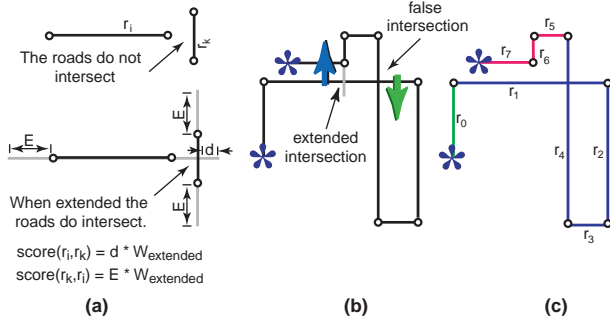 r_i
r_k
The roads do not
intersect
E
E
d
E
When extended the
roads do intersect.
score(r_i,r_k) = d * W_extended
score(r_k,r_i) = E * W_extended
(a)
false
intersection
extended
intersection
(b)
r_5
r_7
r_6
r_1
r_0
r_4
r_2
r_3
(c)